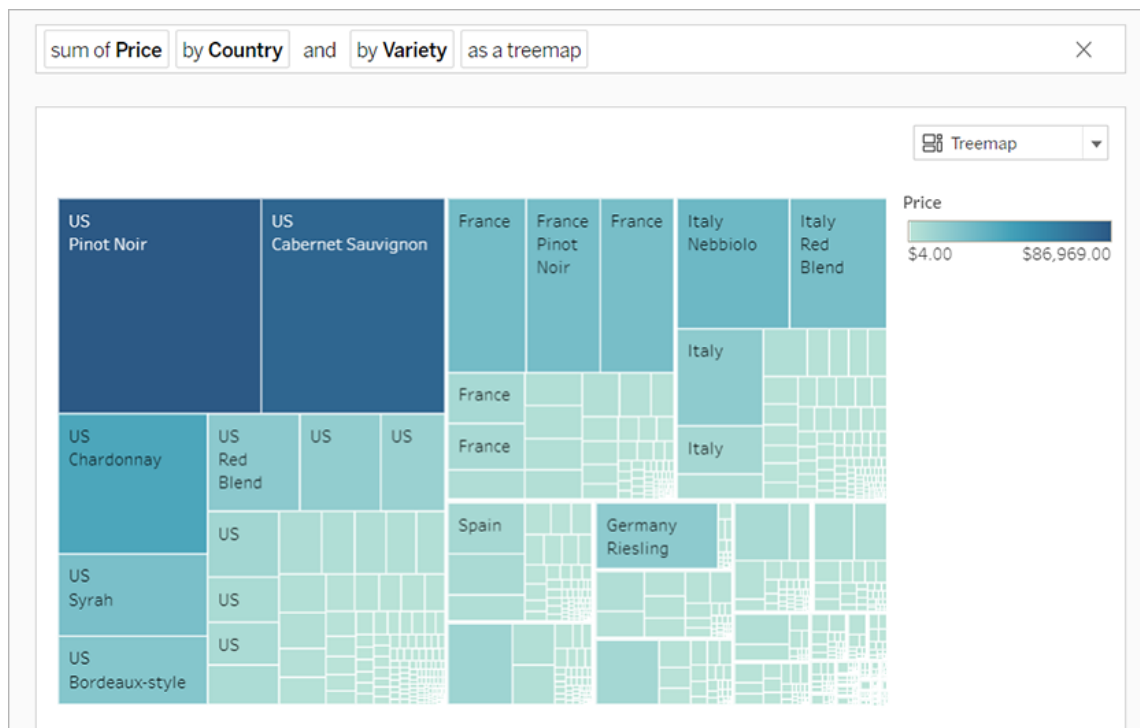 sum of Price by Country and by Variety as a treemap
Treemap
Price
$4.00 $86,969.00
US
Pinot Noir
US
Cabernet Sauvignon
France
France
Pinot
Noir
France
Italy
Nebbiolo
Italy
Red
Blend
Italy
Italy
France
France
US
Chardonnay
US
Red
Blend
US
US
US
US
US
US
Syrah
US
Bordeaux-style
Spain
Germany
Riesling